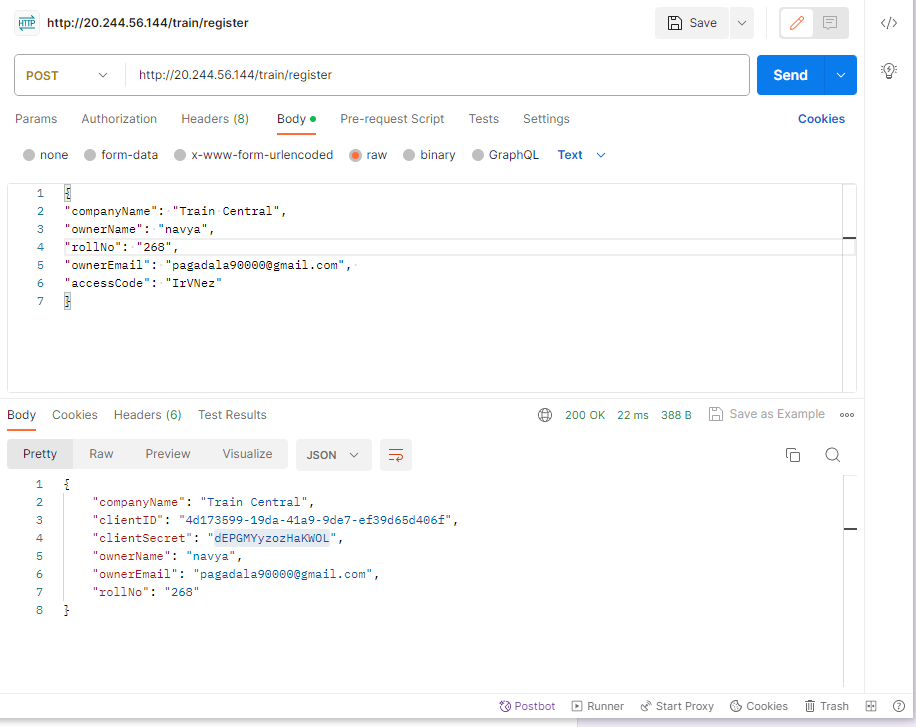 HTTP http://20.244.56.144/train/register Save
POST http://20.244.56.144/train/register Send
Params Authorization Headers (8) Body Pre-request Script Tests Settings Cookies
none form-data x-www-form-urlencoded raw binary GraphQL Text
1 {
2 "companyName": "Train Central",
3 "ownerName": "navya",
4 "rollNo": "268",
5 "ownerEmail": "pagadala90000@gmail.com",
6 "accessCode": "IrVNez"
7 }
Body Cookies Headers (6) Test Results 200 OK 22 ms 388 B Save as Example
Pretty Raw Preview Visualize JSON
1 {
2 "companyName": "Train Central",
3 "clientID": "4d173599-19da-41a9-9de7-ef39d65d406f",
4 "clientSecret": "dEPGMYyzozHaKWOL",
5 "ownerName": "navya",
6 "ownerEmail": "pagadala90000@gmail.com",
7 "rollNo": "268"
8 }
Postbot Runner Start Proxy Cookies Trash